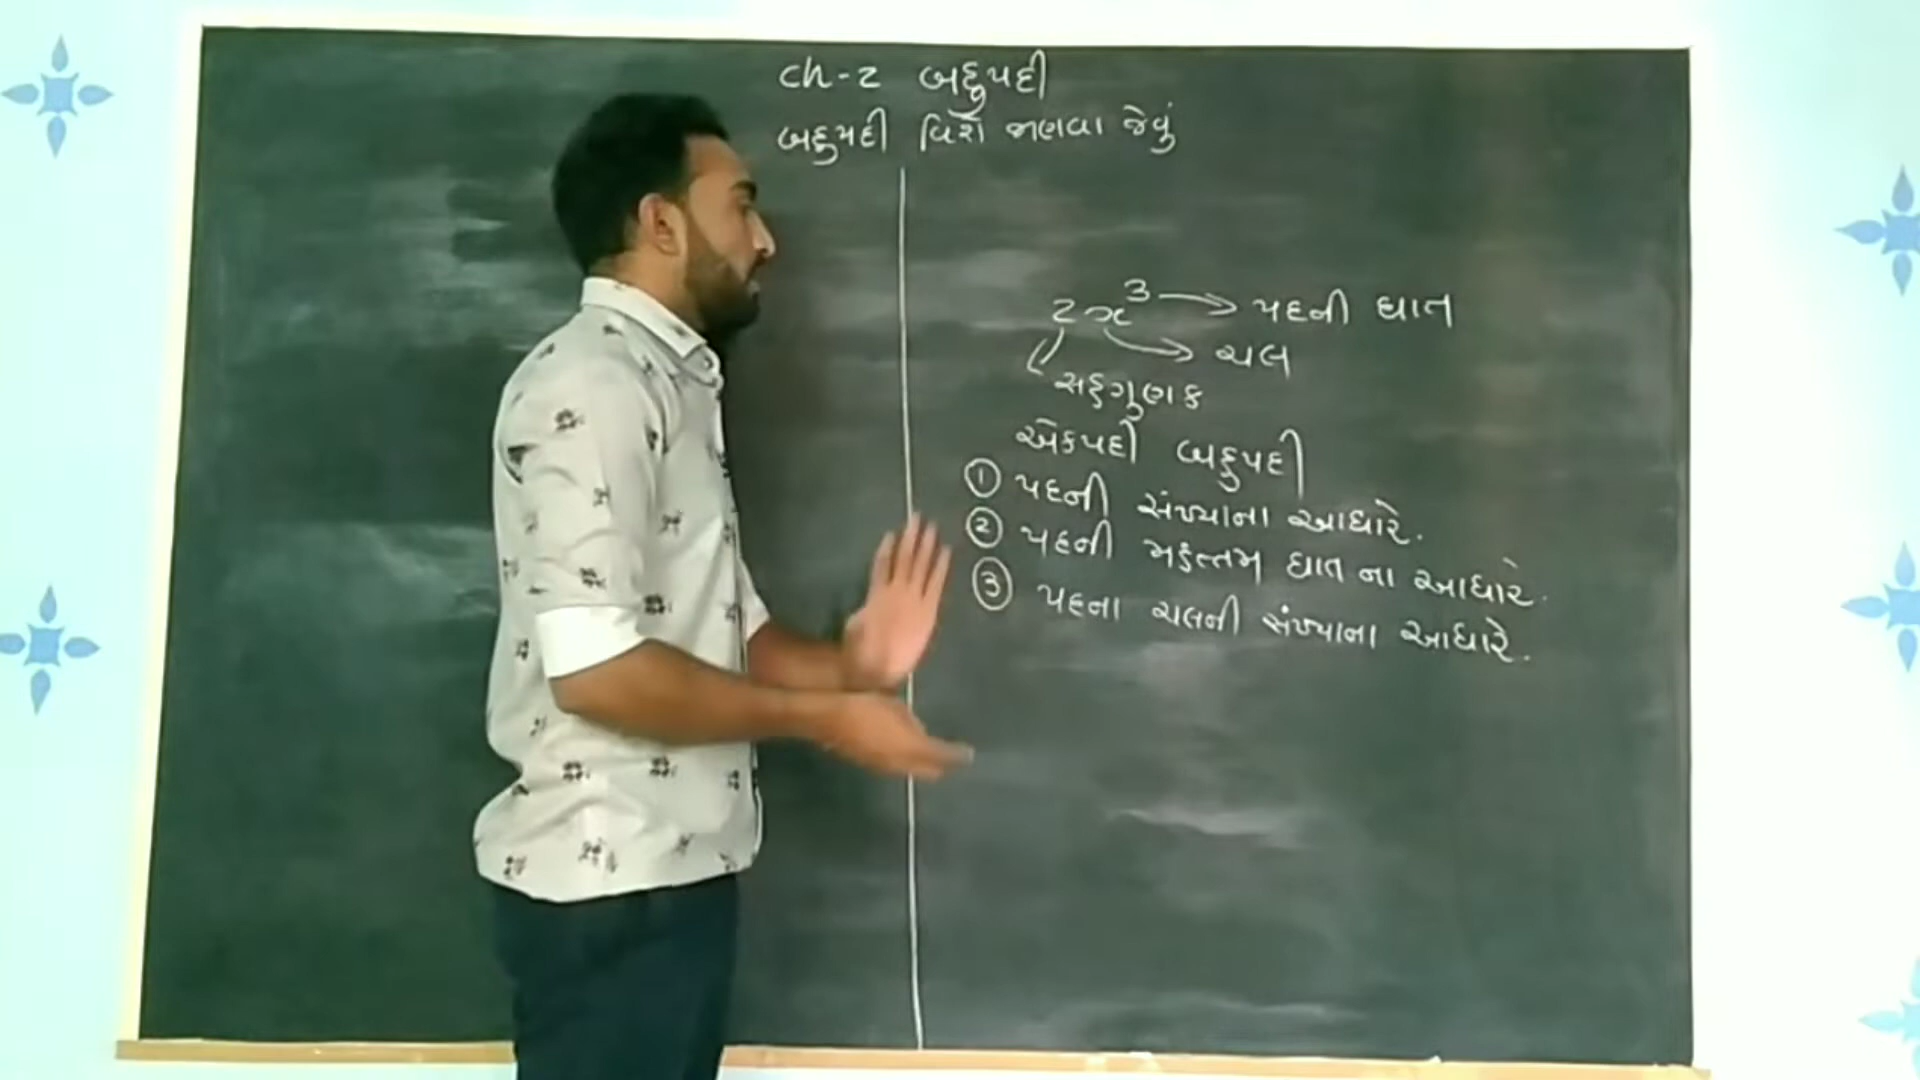 ch-2 બહુપદી
બહુપદી વિશે જાણવા જેવું
2x³ → પદની ઘાત
→ ચલ
સહગુણક
એકપદી બહુપદી
① પદની સંખ્યાના આધારે.
② પદની મહત્તમ ઘાત ના આધારે.
③ પદના ચલની સંખ્યાના આધારે.